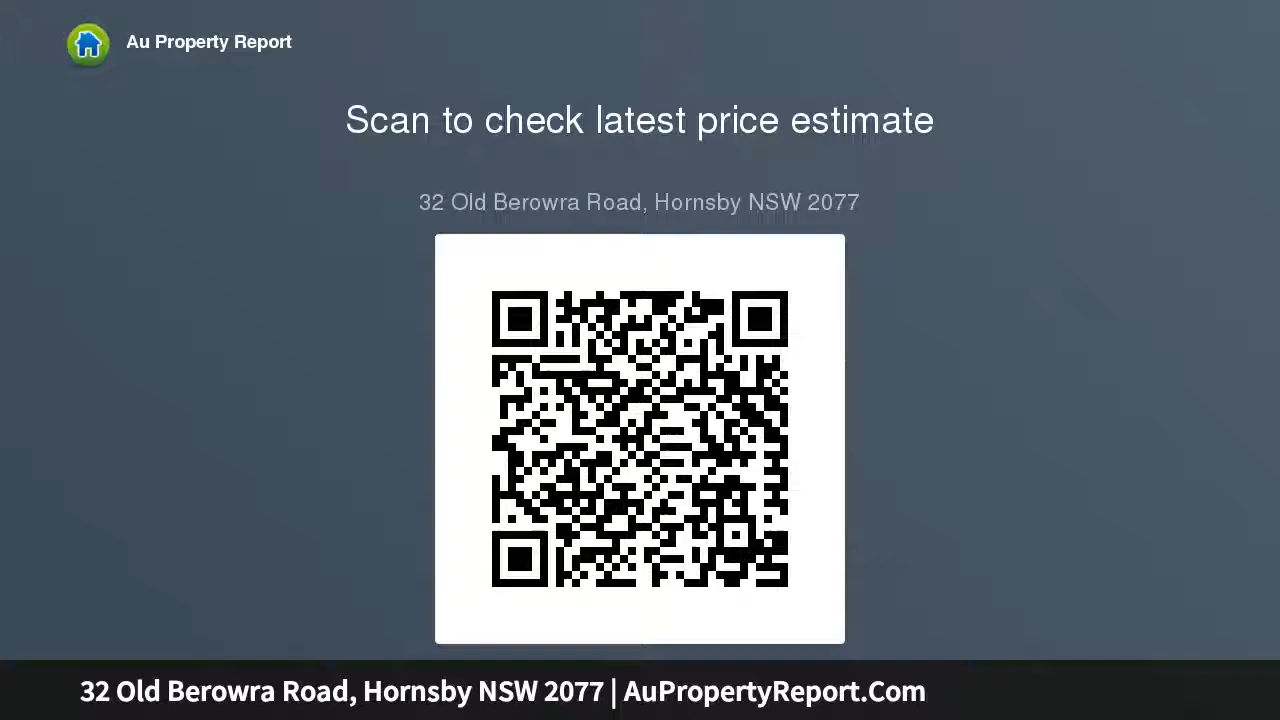 Au Property Report
Scan to check latest price estimate
32 Old Berowra Road, Hornsby NSW 2077
32 Old Berowra Road, Hornsby NSW 2077 | AuPropertyReport.Com